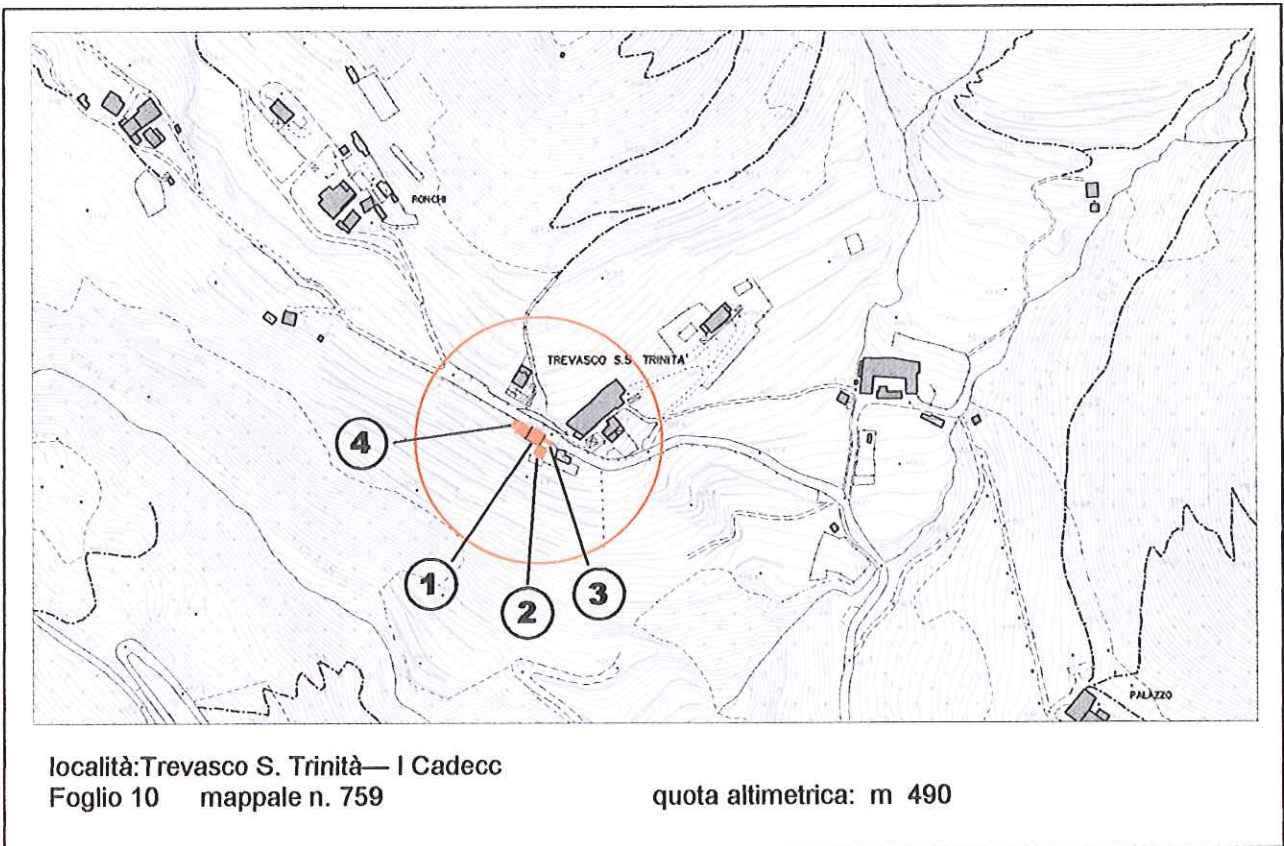 RONCHI
TREVASCO S.S TRINITA'
4
1
2
3
PALAZZO
località:Trevasco S. Trinità— I Cadecc
Foglio 10 mappale n. 759 quota altimetrica: m 490